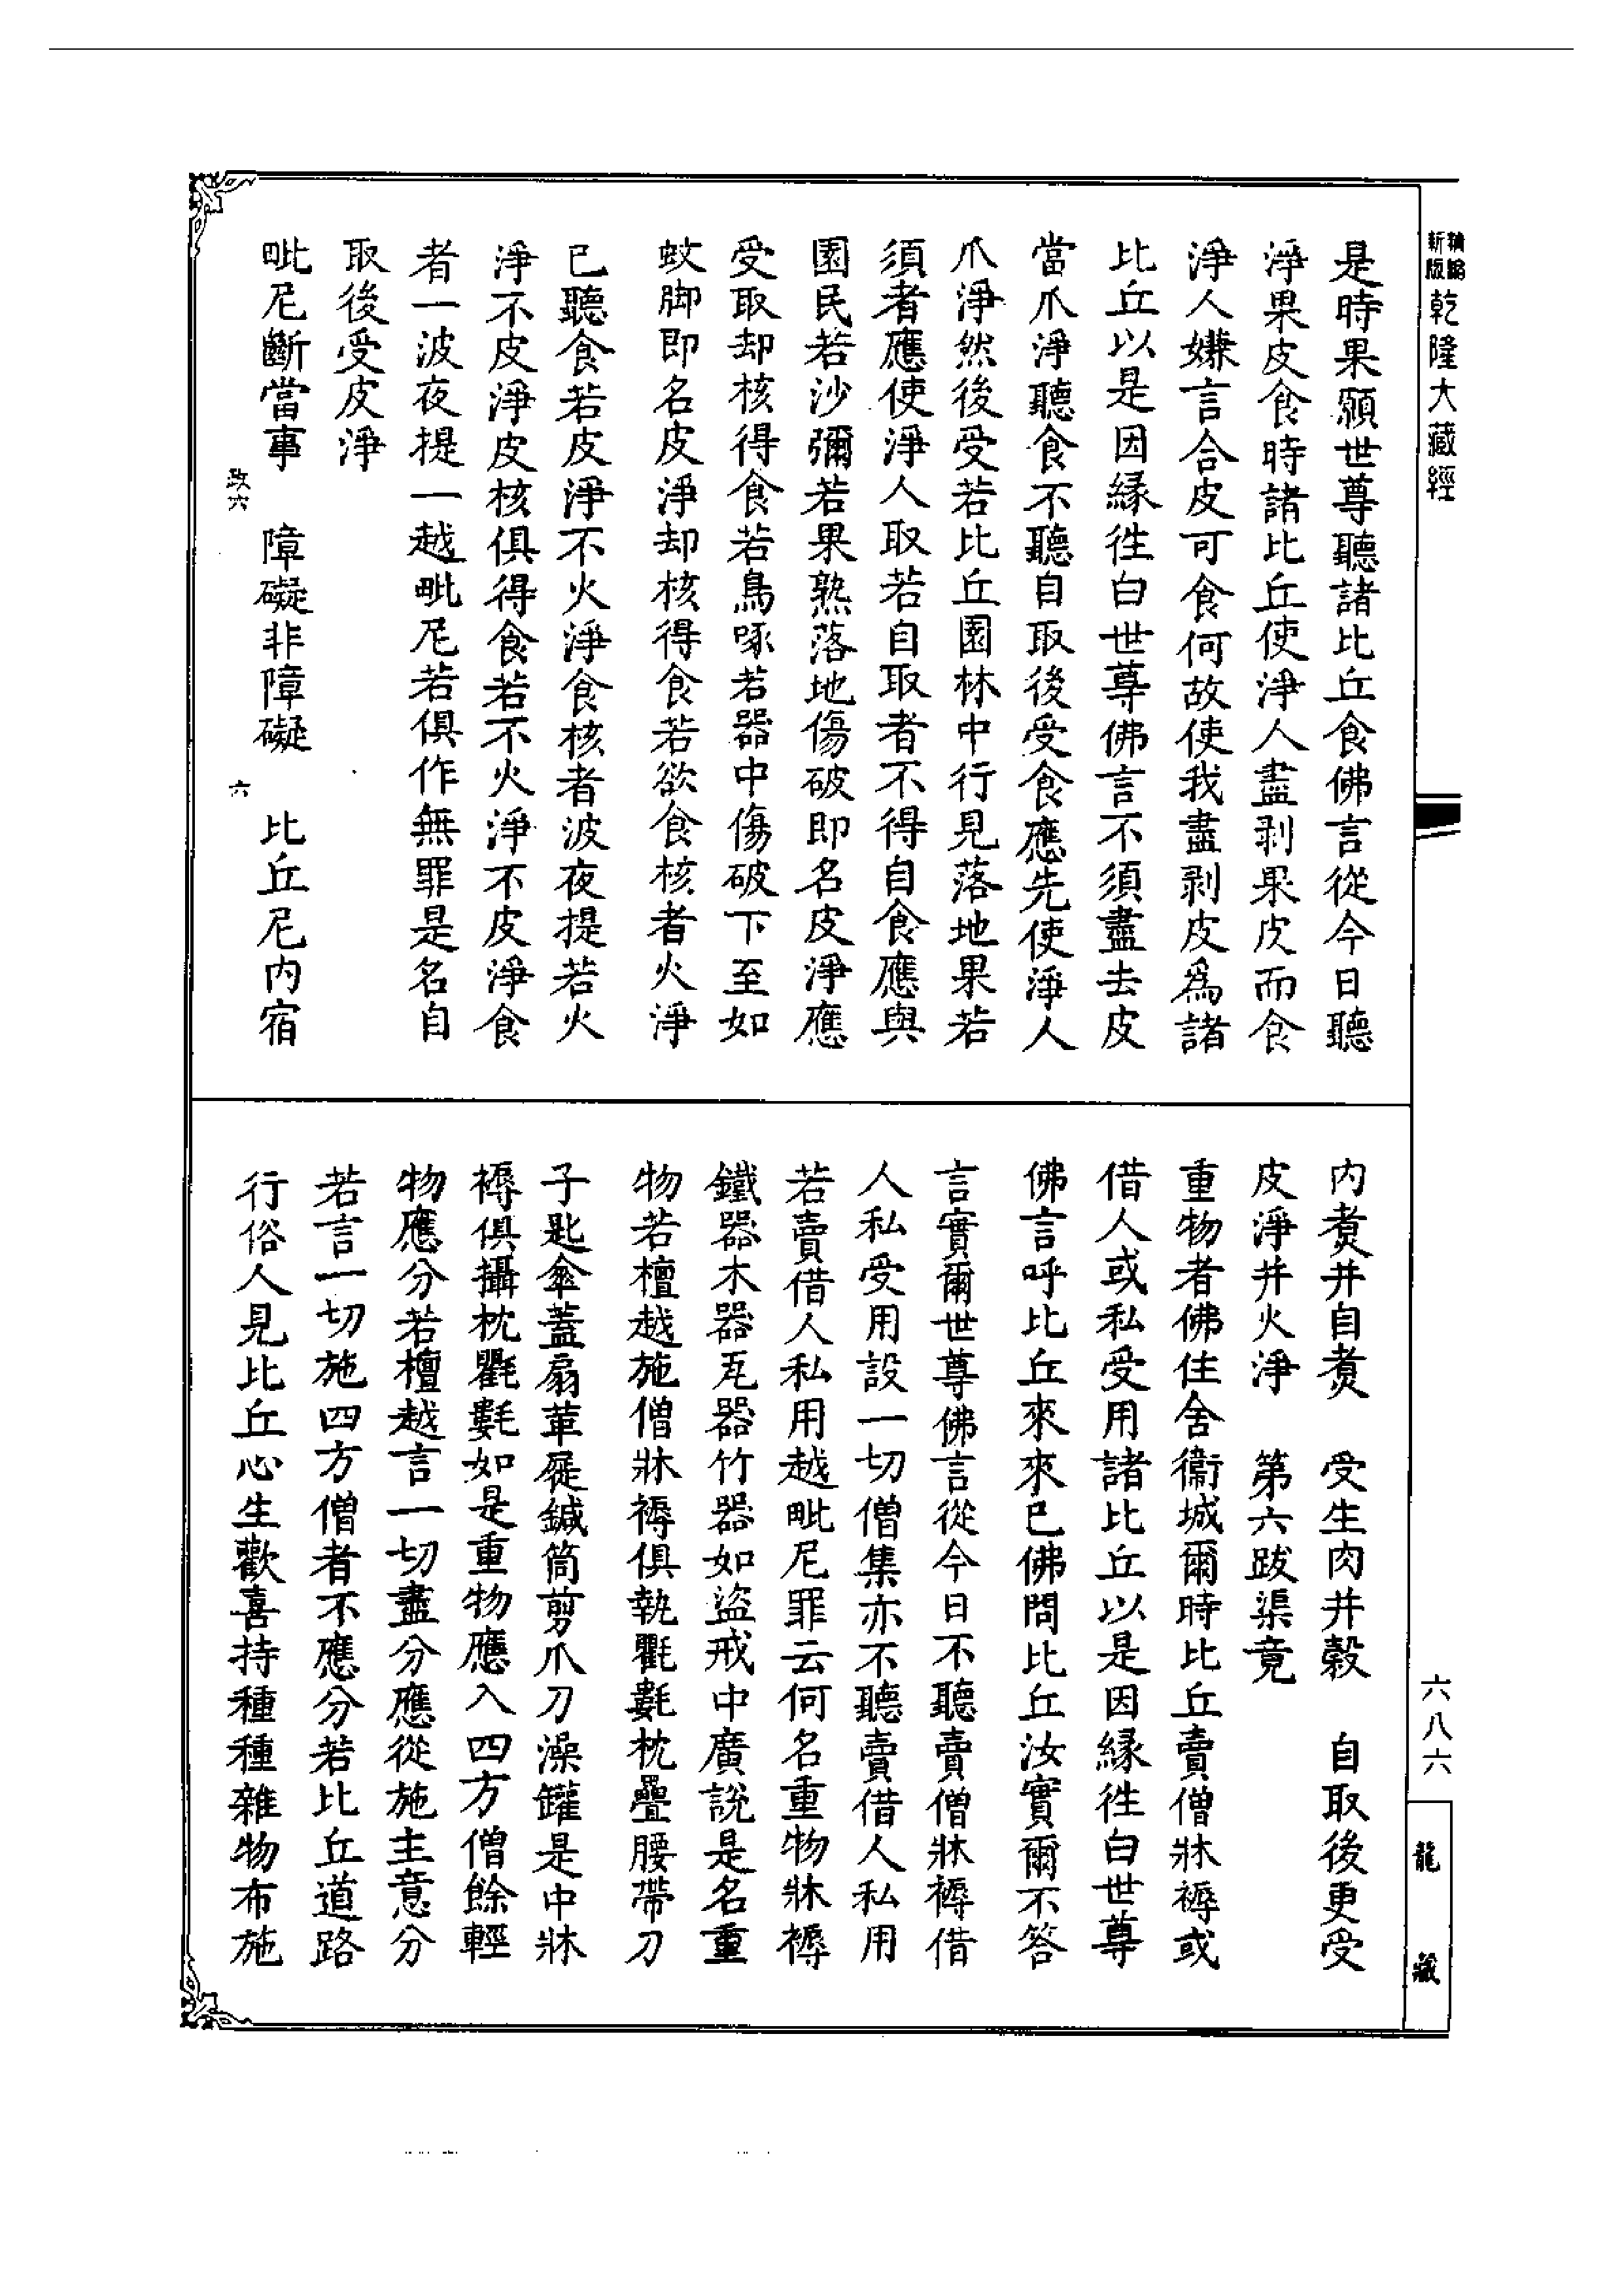 新版
精縮
乾隆大藏經
是時果願世尊聽諸比丘食佛言從今日聽
淨果皮食時諸比丘使淨人盡剥果皮而食
淨人嫌言合皮可食何故使我盡剥皮爲諸
比丘以是因緣往白世尊佛言不須盡去皮
當爪淨聽食不聽自取後受食應先使淨人
爪淨然後受若比丘園林中行見落地果若
須者應使淨人取若自取者不得自食應與
園民若沙彌若果熟落地傷破即名皮淨應
受取却核得食若鳥啄若器中傷破下至如
蚊脚即名皮淨却核得食若欲食核者火淨
已聽食若皮淨不火淨食核者波夜提若火
淨不皮淨皮核俱得食若不火淨不皮淨食
者一波夜提一越毗尼若俱作無罪是名自
取後受皮淨
毗尼斷當事　障礙非障礙　比丘尼内宿
政六　六
内煑并自煑　受生肉并穀　自取後更受
皮淨并火淨　第六跋渠竟
重物者佛住舍衞城爾時比丘賣僧牀褥或
借人或私受用諸比丘以是因緣往白世尊
佛言呼比丘來來已佛問比丘汝實爾不答
言實爾世尊佛言從今日不聽賣僧牀褥借
人私受用設一切僧集亦不聽賣借人私用
若賣借人私用越毗尼罪云何名重物牀褥
鐵器木器瓦器竹器如盜戒中廣說是名重
物若檀越施僧牀褥俱執氍㲣枕疊腰帶刀
子匙傘蓋扇革屣鍼筒剪爪刀澡罐是中牀
褥俱攝枕氍㲣如是重物應入四方僧餘輕
物應分若檀越言一切盡分應從施主意分
若言一切施四方僧者不應分若比丘道路
行俗人見比丘心生歡喜持種種雜物布施
六八六
龍藏